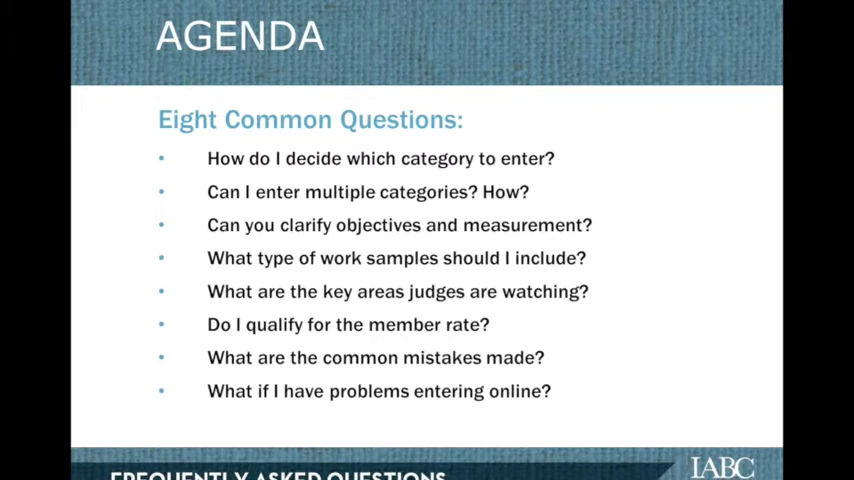 AGENDA
Eight Common Questions:
• How do I decide which category to enter?
• Can I enter multiple categories? How?
• Can you clarify objectives and measurement?
• What type of work samples should I include?
• What are the key areas judges are watching?
• Do I qualify for the member rate?
• What are the common mistakes made?
• What if I have problems entering online?
FREQUENTLY ASKED QUESTIONS
IABC